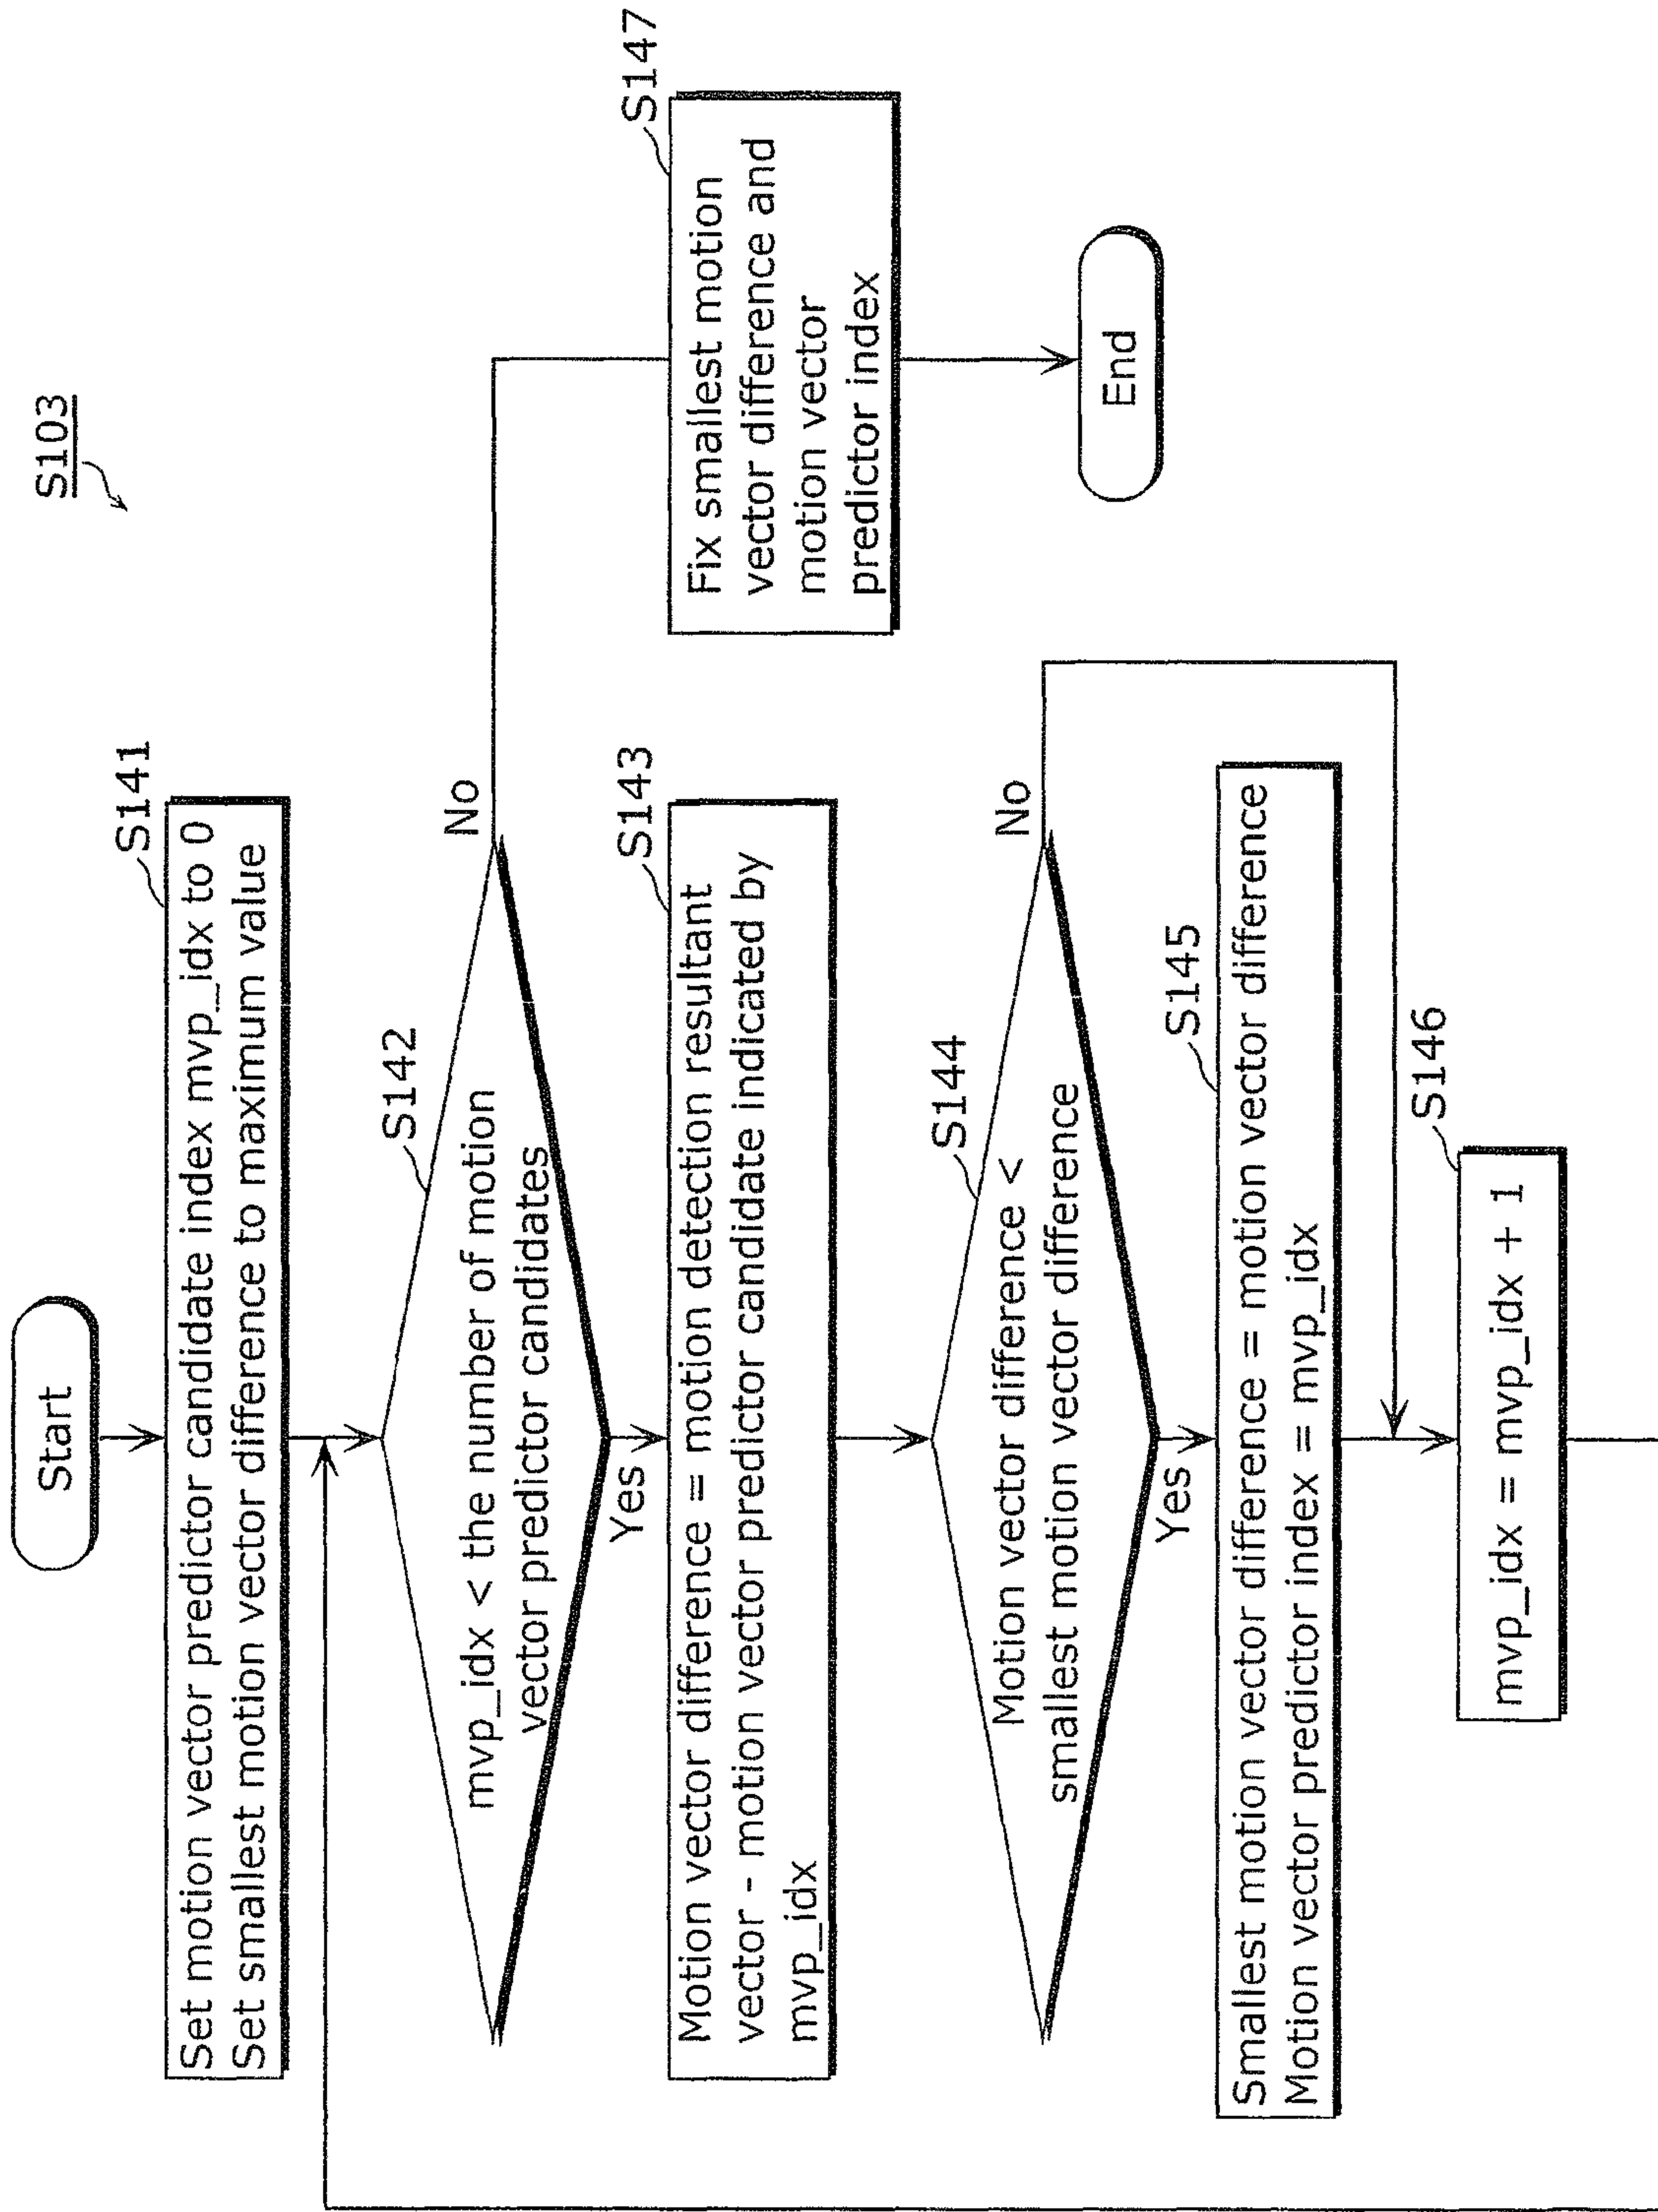 S103
Start
S141
Set motion vector predictor candidate index mvp_idx to 0
Set smallest motion vector difference to maximum value
S142
mvp_idx < the number of motion
vector predictor candidates
No
Yes
S143
Motion vector difference = motion detection resultant
vector - motion vector predictor candidate indicated by
mvp_idx
S144
Motion vector difference <
smallest motion vector difference
No
Yes
S145
Smallest motion vector difference = motion vector difference
Motion vector predictor index = mvp_idx
S146
mvp_idx = mvp_idx + 1
S147
Fix smallest motion
vector difference and
motion vector
predictor index
End